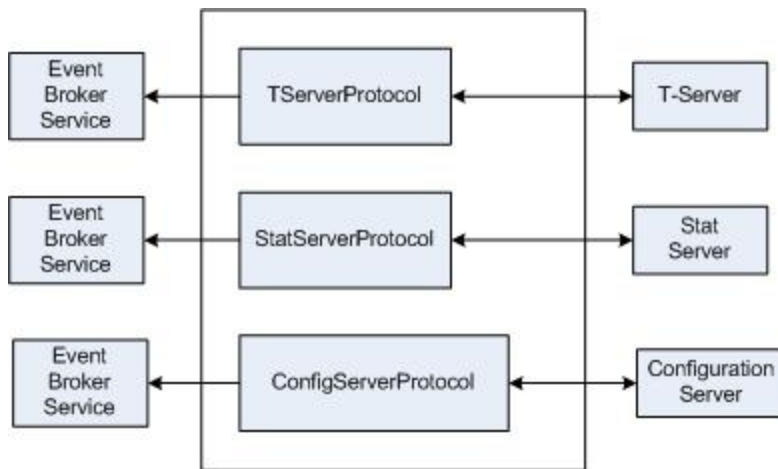 Event
Broker
Service
TServerProtocol
T-Server
Event
Broker
Service
StatServerProtocol
Stat
Server
Event
Broker
Service
ConfigServerProtocol
Configuration
Server